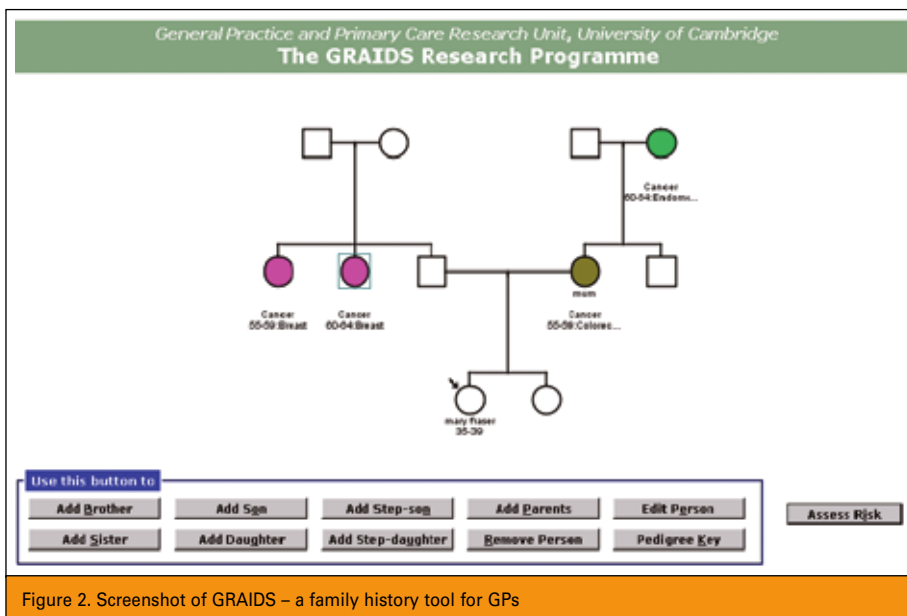 General Practice and Primary Care Research Unit, University of Cambridge
The GRAIDS Research Programme
Cancer
60-64:Endome...
mum
Cancer
55-59:Breast
Cancer
60-64:Breast
Cancer
55-59:Colorec...
mary fraser
35-39
Use this button to
Add Brother
Add Son
Add Step-son
Add Parents
Edit Person
Assess Risk
Add Sister
Add Daughter
Add Step-daughter
Remove Person
Pedigree Key
Figure 2. Screenshot of GRAIDS – a family history tool for GPs